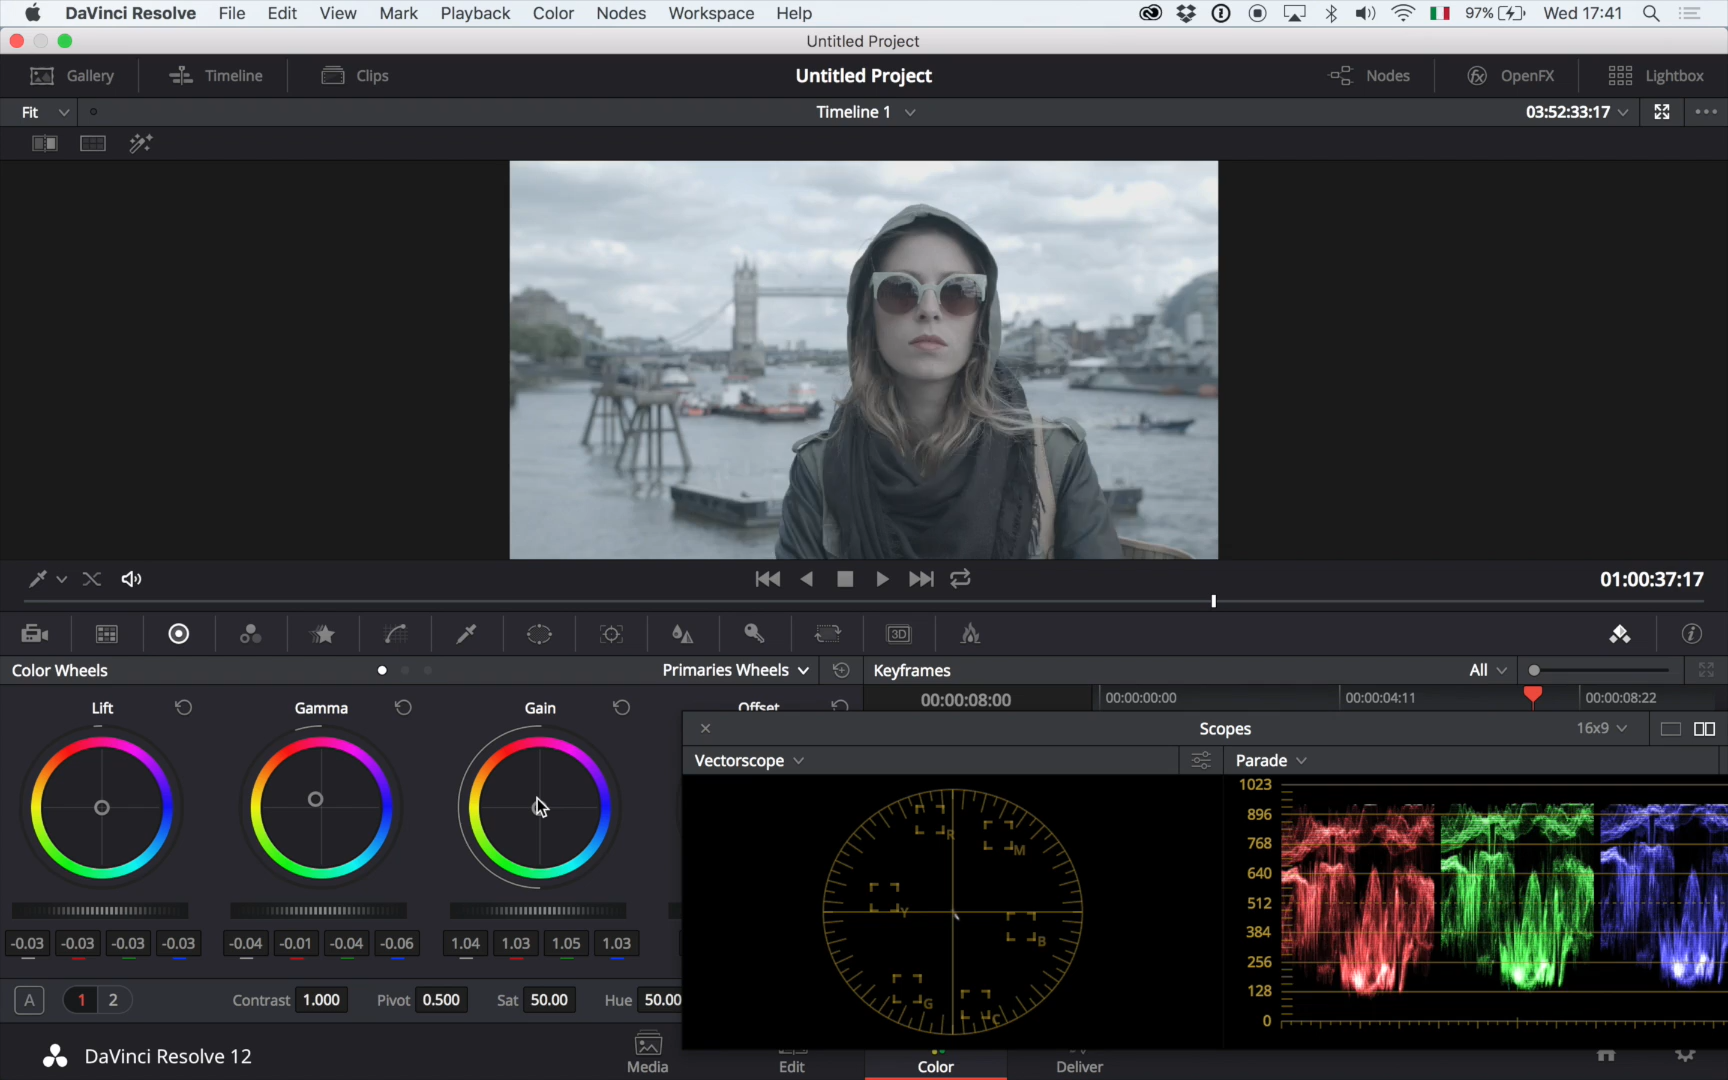 DaVinci Resolve File Edit View Mark Playback Color Nodes Workspace Help 97% Wed 17:41
Untitled Project
Gallery Timeline Clips Untitled Project Nodes OpenFX Lightbox
Fit Timeline 1 03:52:33:17
01:00:37:17
3D
Color Wheels Primaries Wheels Keyframes All
00:00:08:00 00:00:00:00 00:00:04:11 00:00:08:22
Lift Gamma Gain Offset
Scopes 16x9
Vectorscope Parade
R M Y B G C
1023
896
768
640
512
384
256
128
0
-0.03 -0.03 -0.03 -0.03 -0.04 -0.01 -0.04 -0.06 1.04 1.03 1.05 1.03
A 1 2 Contrast 1.000 Pivot 0.500 Sat 50.00 Hue 50.00
DaVinci Resolve 12 Media Edit Color Deliver